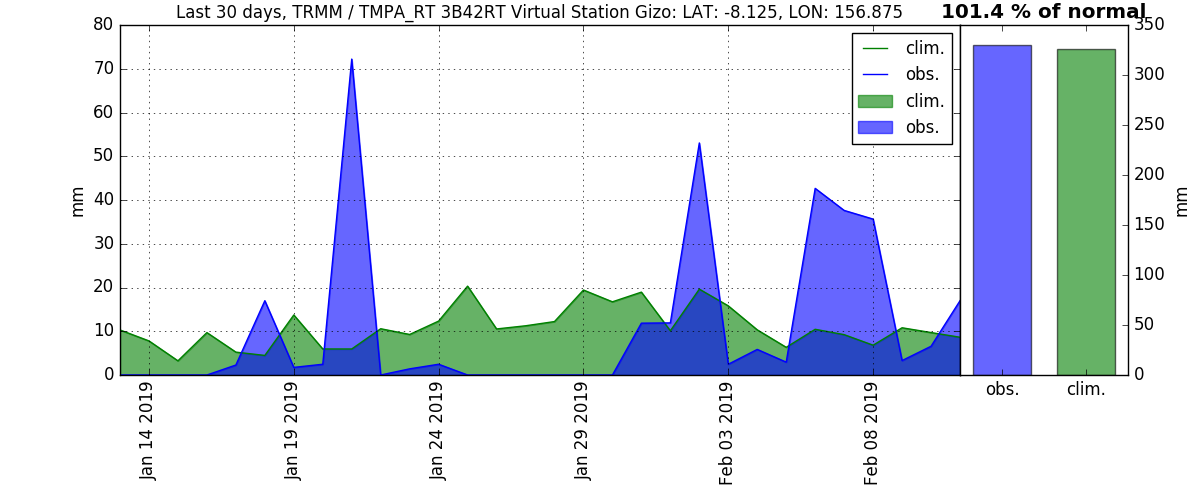 Last 30 days, TRMM / TMPA_RT 3B42RT Virtual Station Gizo: LAT: -8.125, LON: 156.875
101.4 % of normal
80
70
60
50
40
30
20
10
0
mm
clim.
obs.
clim.
obs.
Jan 14 2019
Jan 19 2019
Jan 24 2019
Jan 29 2019
Feb 03 2019
Feb 08 2019
350
300
250
200
150
100
50
0
mm
obs.
clim.